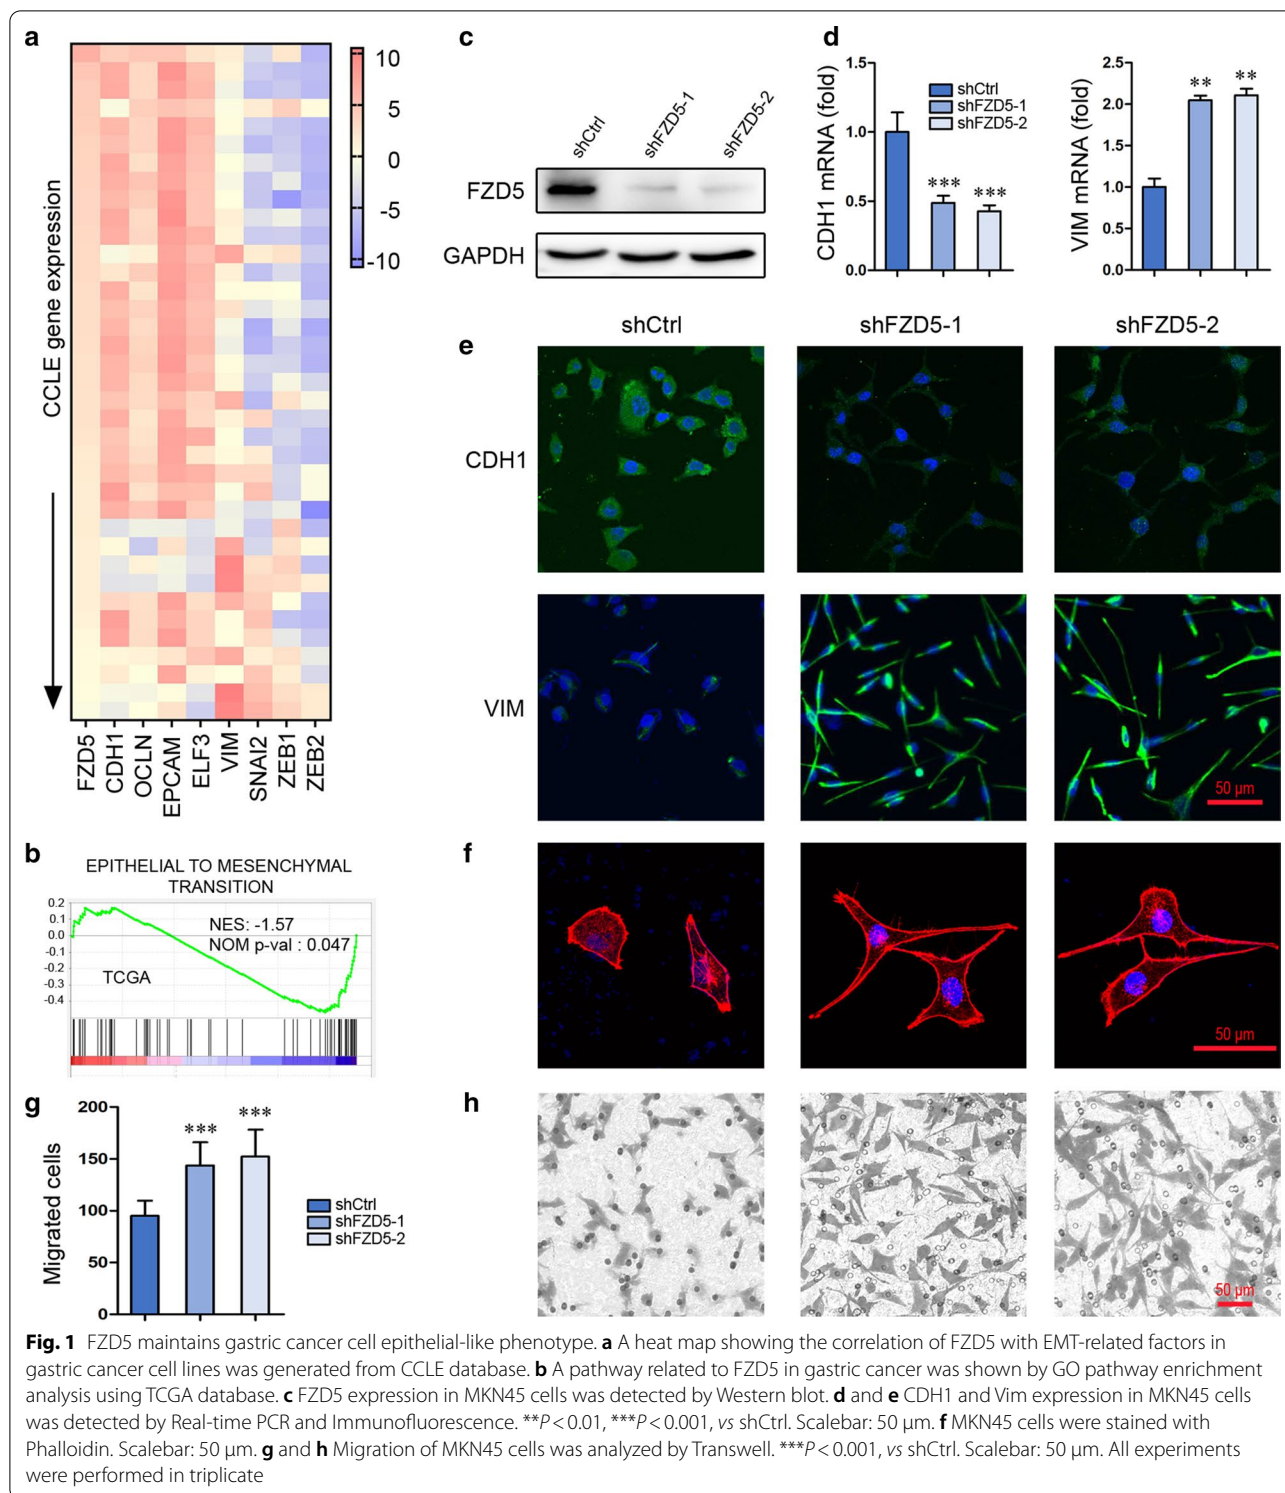 a
10
5
0
-5
-10
CCLE gene expression
FZD5
CDH1
OCLN
EPCAM
ELF3
VIM
SNAI2
ZEB1
ZEB2
b
EPITHELIAL TO MESENCHYMAL
TRANSITION
0.2
0.1
0.0
-0.1
-0.2
-0.3
-0.4
NES: -1.57
NOM p-val : 0.047
TCGA
c
shCtrl
shFZD5-1
shFZD5-2
FZD5
GAPDH
d
CDH1 mRNA (fold)
1.5
1.0
0.5
0.0
***
***
shCtrl
shFZD5-1
shFZD5-2
VIM mRNA (fold)
2.5
2.0
1.5
1.0
0.5
0.0
**
**
shCtrl
shFZD5-1
shFZD5-2
e
CDH1
VIM
50 µm
f
50 µm
g
Migrated cells
200
150
100
50
0
***
***
shCtrl
shFZD5-1
shFZD5-2
h
50 µm
Fig. 1 FZD5 maintains gastric cancer cell epithelial-like phenotype. a A heat map showing the correlation of FZD5 with EMT-related factors in
gastric cancer cell lines was generated from CCLE database. b A pathway related to FZD5 in gastric cancer was shown by GO pathway enrichment
analysis using TCGA database. c FZD5 expression in MKN45 cells was detected by Western blot. d and e CDH1 and Vim expression in MKN45 cells
was detected by Real-time PCR and Immunofluorescence. **P < 0.01, ***P < 0.001, vs shCtrl. Scalebar: 50 µm. f MKN45 cells were stained with
Phalloidin. Scalebar: 50 µm. g and h Migration of MKN45 cells was analyzed by Transwell. ***P < 0.001, vs shCtrl. Scalebar: 50 µm. All experiments
were performed in triplicate